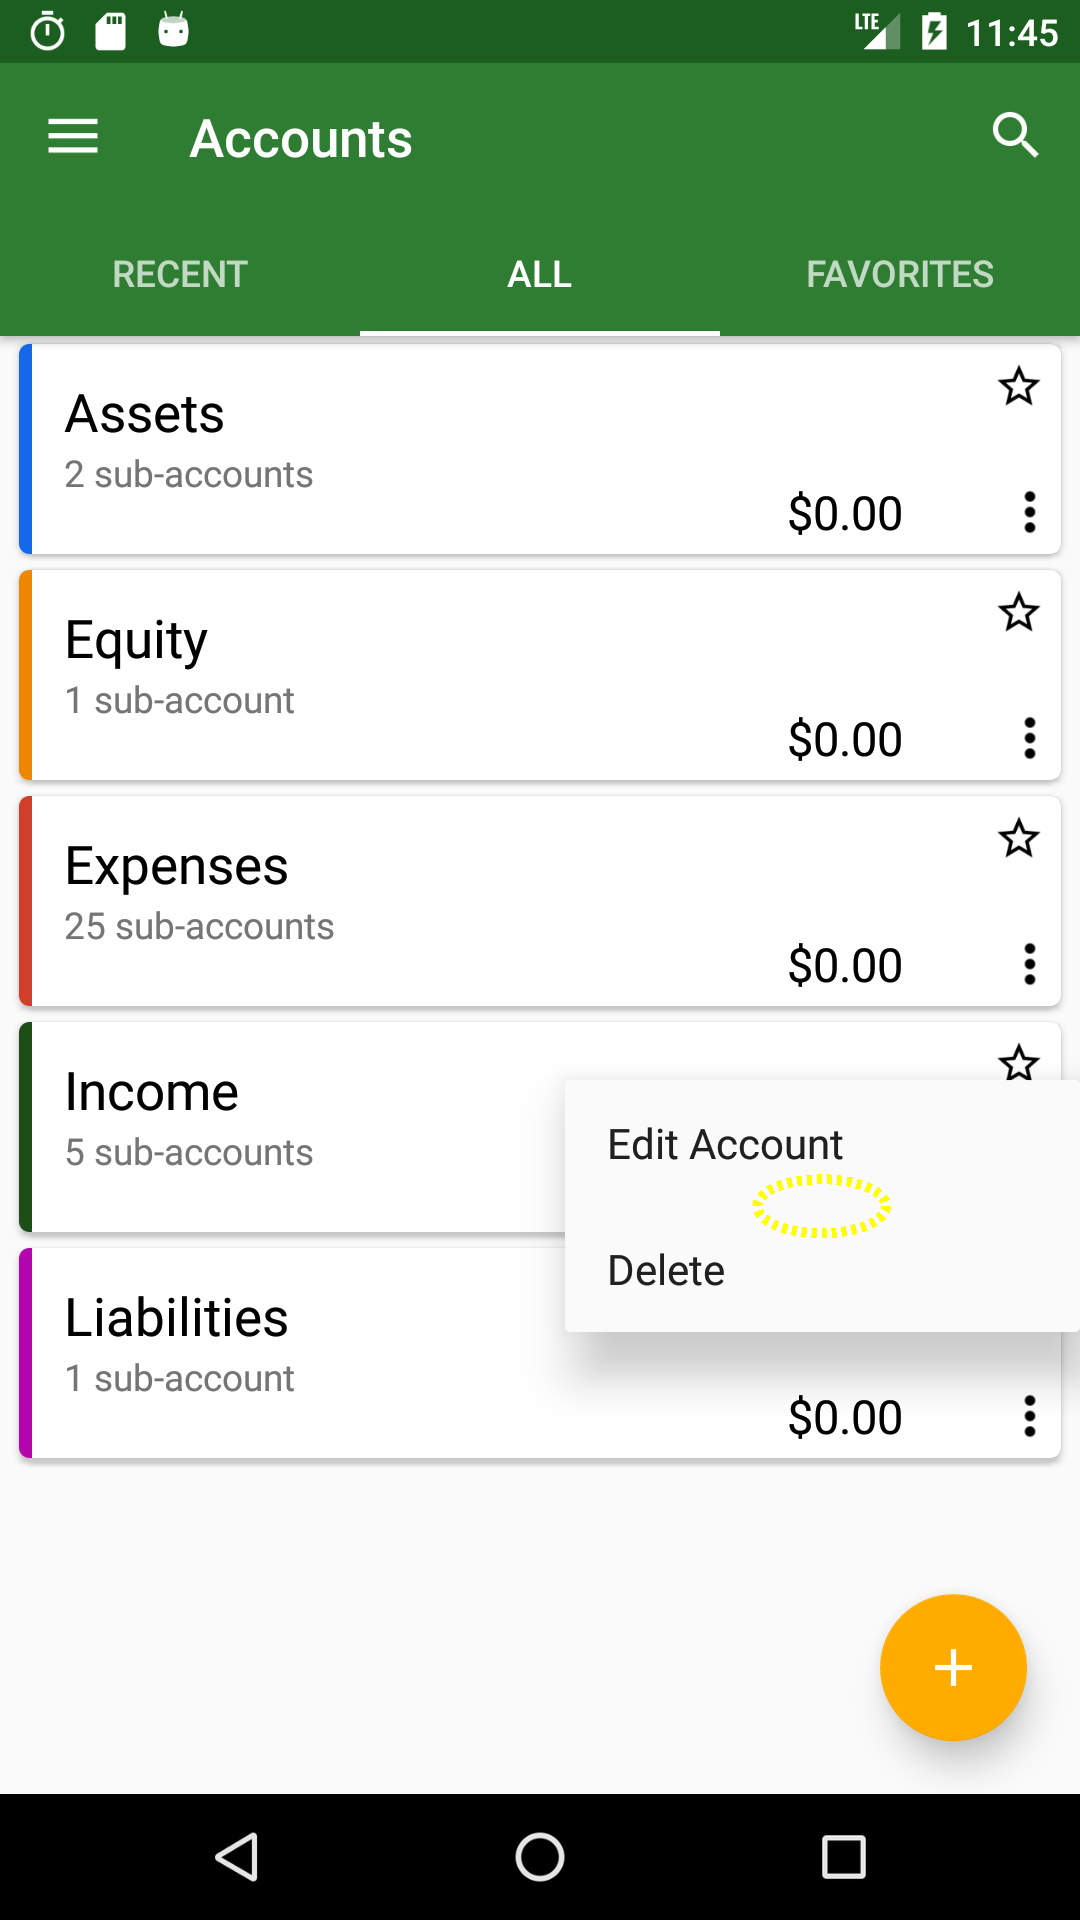 LTE 11:45
Accounts
RECENT ALL FAVORITES
Assets
2 sub-accounts
$0.00
Equity
1 sub-account
$0.00
Expenses
25 sub-accounts
$0.00
Income
5 sub-accounts
Edit Account
Delete
Liabilities
1 sub-account
$0.00